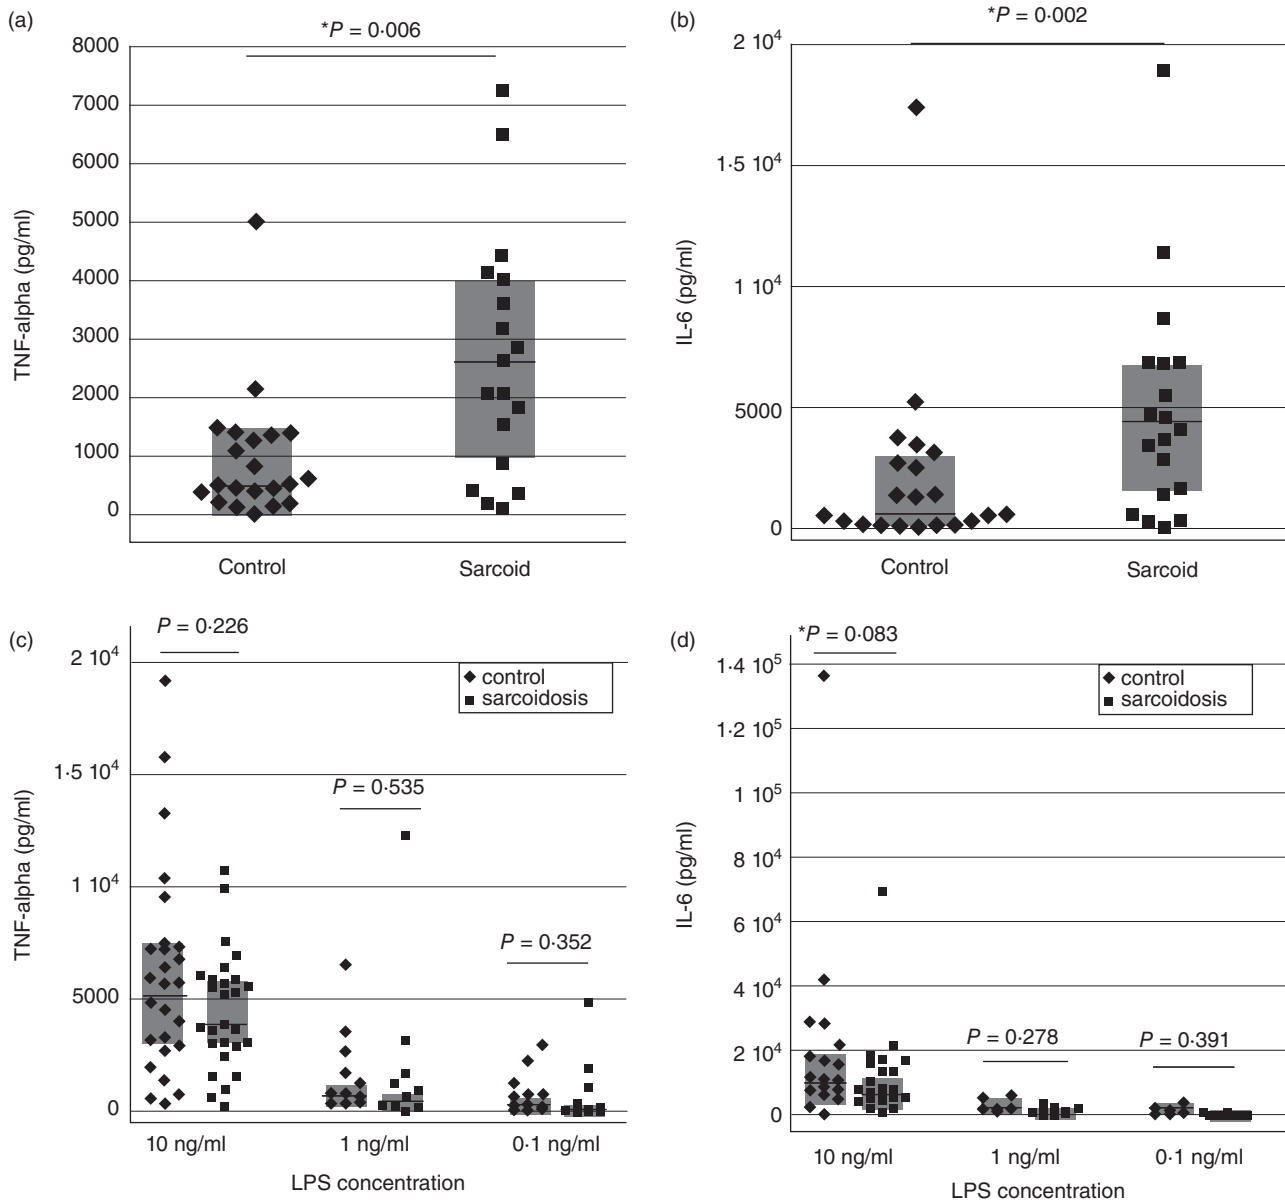 (a)
*P = 0·006
8000
7000
6000
5000
4000
3000
2000
1000
0
TNF-alpha (pg/ml)
Control
Sarcoid
(b)
*P = 0·002
2 10⁴
1·5 10⁴
1 10⁴
5000
0
IL-6 (pg/ml)
Control
Sarcoid
(c)
P = 0·226
2 10⁴
1·5 10⁴
1 10⁴
5000
0
TNF-alpha (pg/ml)
control
sarcoidosis
P = 0·535
P = 0·352
10 ng/ml
1 ng/ml
0·1 ng/ml
LPS concentration
(d)
*P = 0·083
1·4 10⁵
1·2 10⁵
1 10⁵
8 10⁴
6 10⁴
4 10⁴
2 10⁴
0
IL-6 (pg/ml)
control
sarcoidosis
P = 0·278
P = 0·391
10 ng/ml
1 ng/ml
0·1 ng/ml
LPS concentration